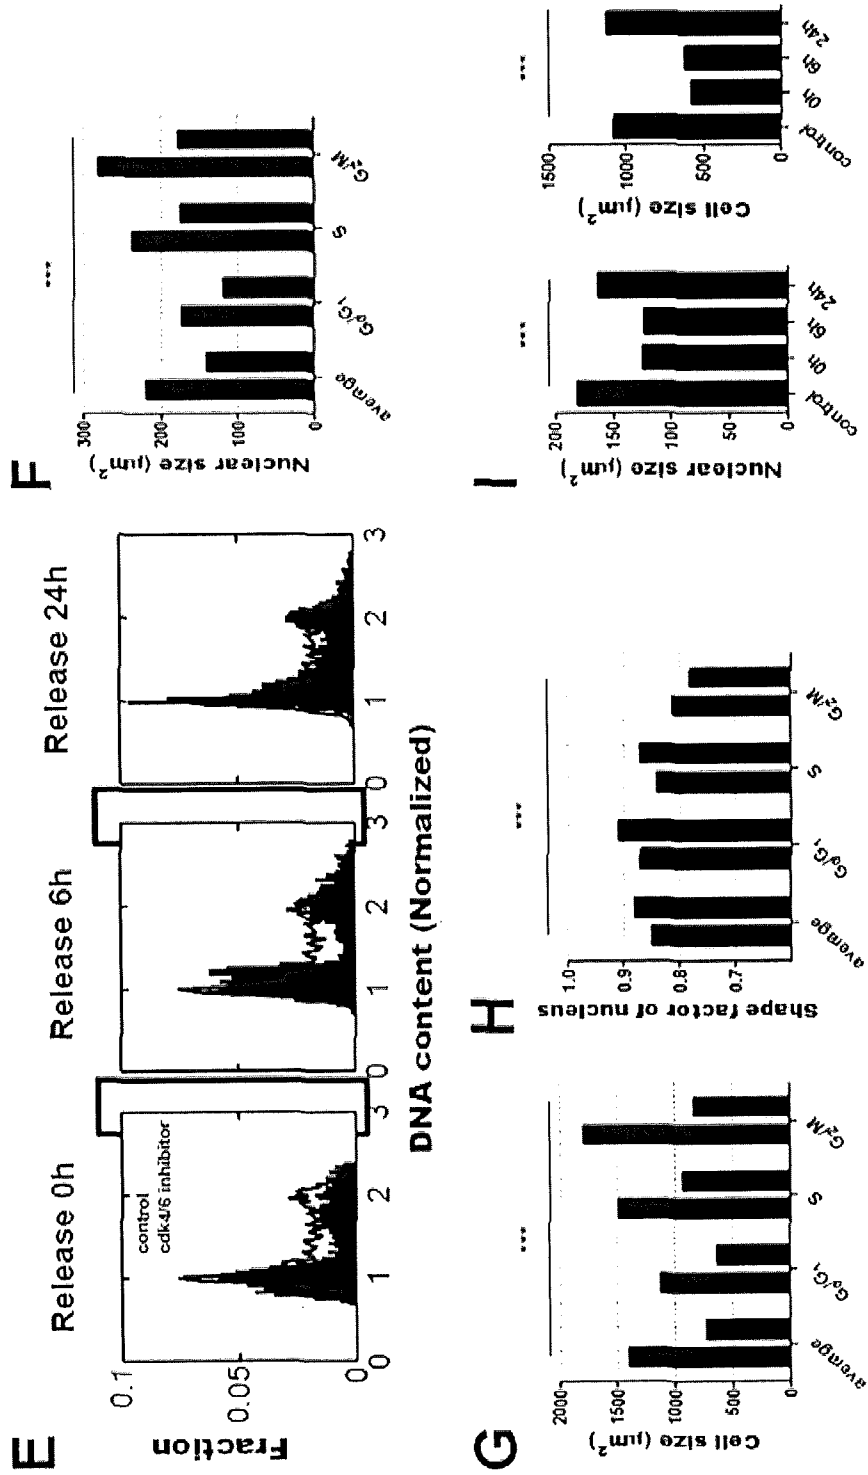 E
Release 0h
Release 6h
Release 24h
Fraction
0.1
0.05
0
control
cdk4/6 inhibitor
0 1 2 3
0 1 2 3
0 1 2 3
DNA content (Normalized)
F
Nuclear size (μm²)
300
200
100
0
average
G₀/G₁
S
G₂/M
***
G
Cell size (μm²)
2000
1500
1000
500
0
average
G₀/G₁
S
G₂/M
***
H
Shape factor of nucleus
1.0
0.9
0.8
0.7
average
G₀/G₁
S
G₂/M
***
I
Nuclear size (μm²)
200
150
100
50
0
control
0h
6h
24h
***
Cell size (μm²)
1500
1000
500
0
control
0h
6h
24h
***